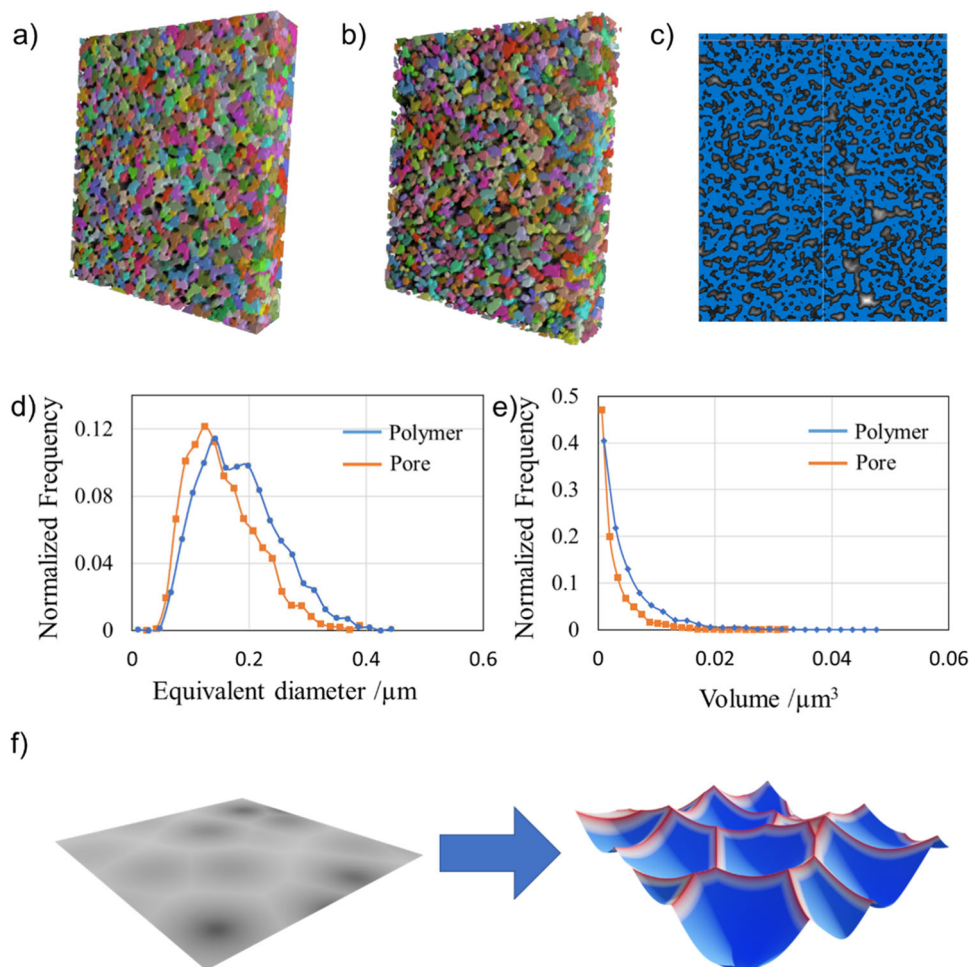 a)
b)
c)
d)
Normalized Frequency
0.12
0.08
0.04
0
0
0.2
0.4
0.6
Equivalent diameter /µm
Polymer
Pore
e)
Normalized Frequency
0.5
0.4
0.3
0.2
0.1
0
0
0.02
0.04
0.06
Volume /µm³
Polymer
Pore
f)